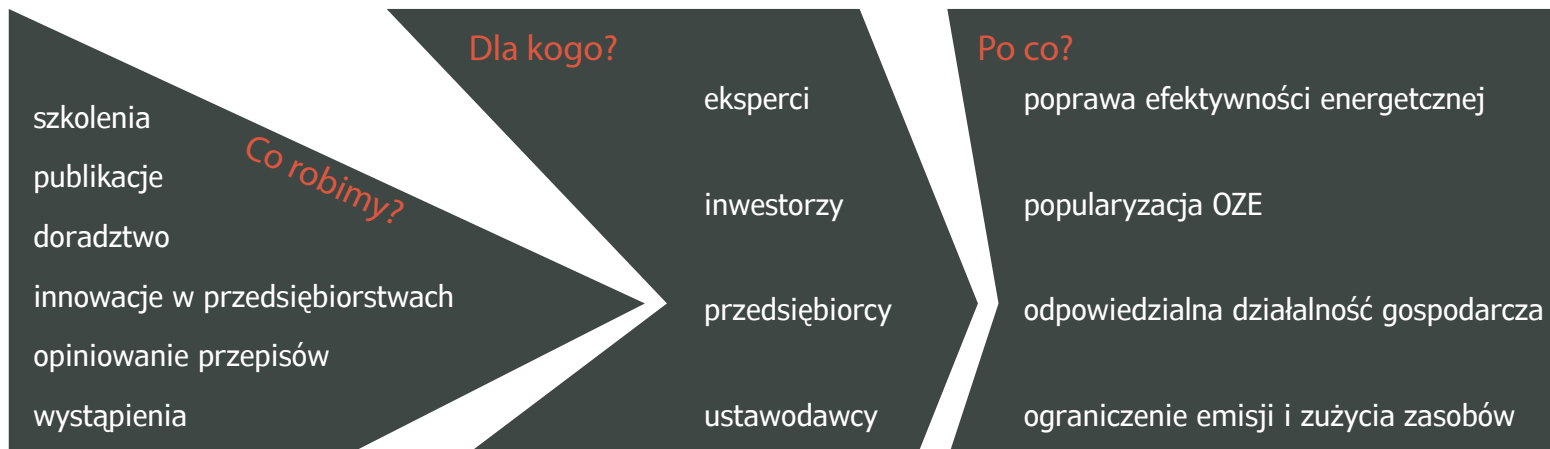 Co robimy?
szkolenia
publikacje
doradztwo
innowacje w przedsiębiorstwach
opiniowanie przepisów
wystąpienia
Dla kogo?
eksperci
inwestorzy
przedsiębiorcy
ustawodawcy
Po co?
poprawa efektywności energetcznej
popularyzacja OZE
odpowiedzialna działalność gospodarcza
ograniczenie emisji i zużycia zasobów